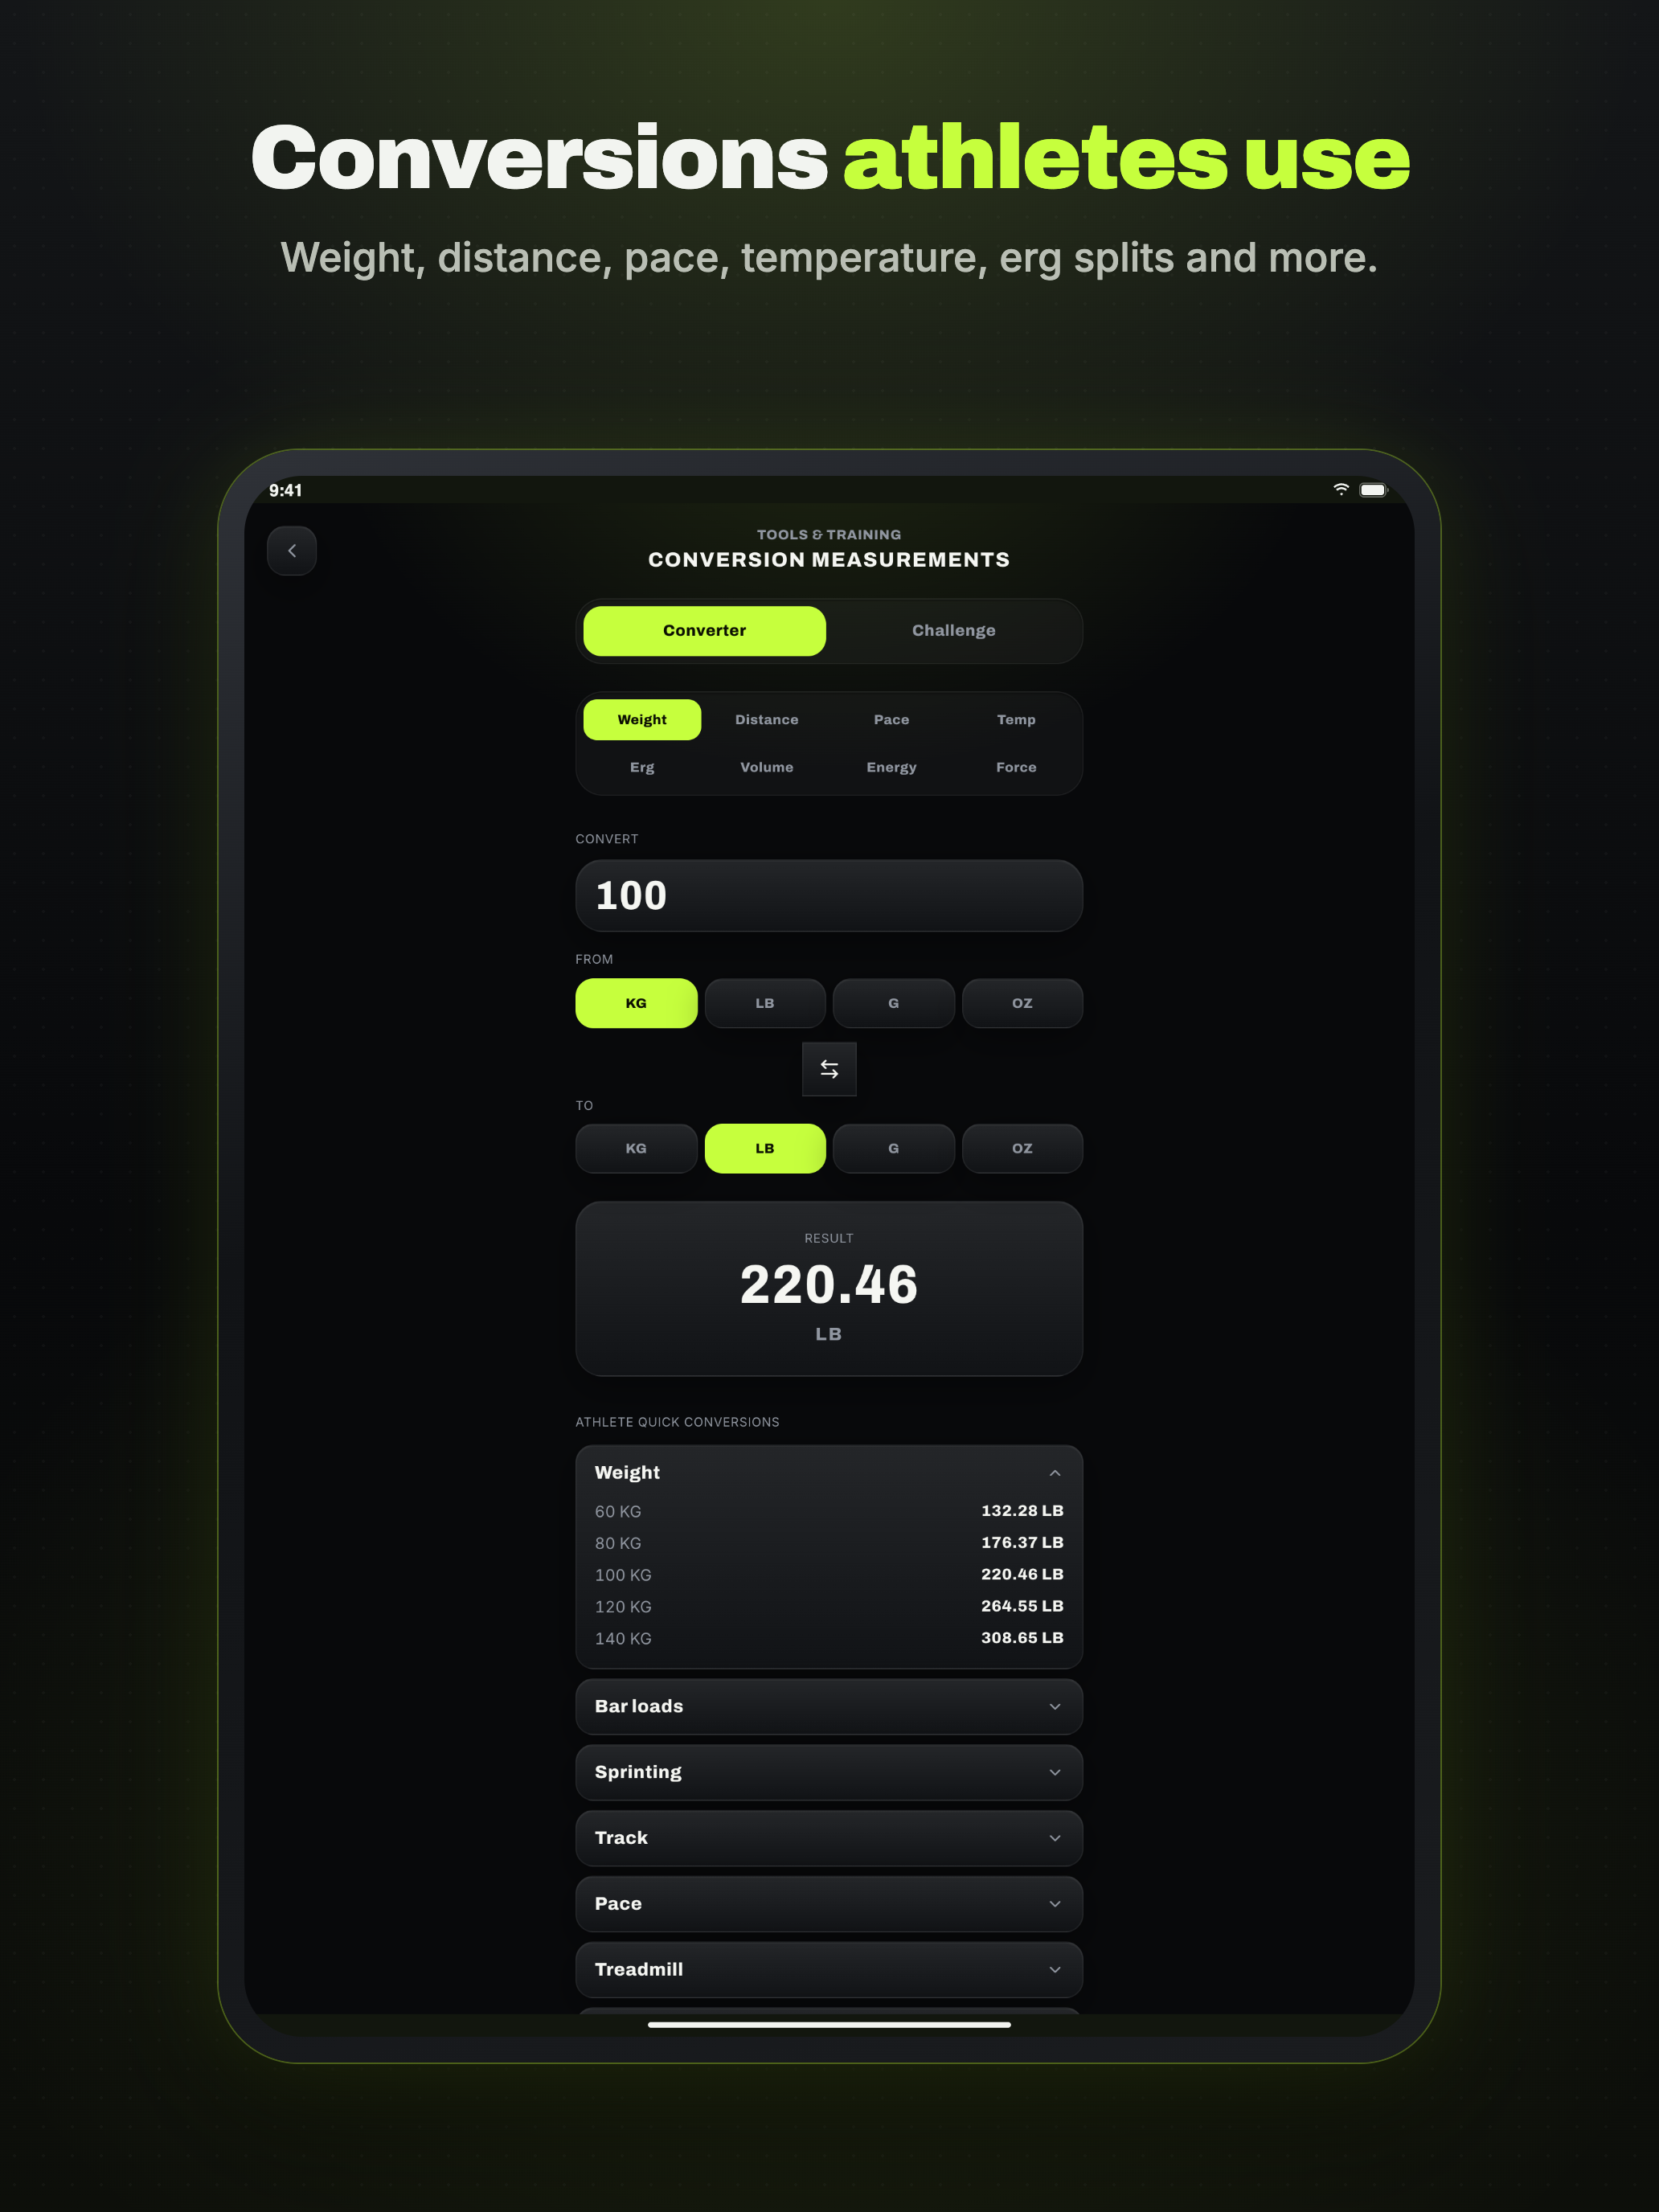 Conversions athletes use
Weight, distance, pace, temperature, erg splits and more.
9:41
TOOLS & TRAINING
CONVERSION MEASUREMENTS
Converter Challenge
Weight Distance Pace Temp
Erg Volume Energy Force
CONVERT
100
FROM
KG LB G OZ
TO
KG LB G OZ
RESULT
220.46
LB
ATHLETE QUICK CONVERSIONS
Weight
60 KG 132.28 LB
80 KG 176.37 LB
100 KG 220.46 LB
120 KG 264.55 LB
140 KG 308.65 LB
Bar loads
Sprinting
Track
Pace
Treadmill